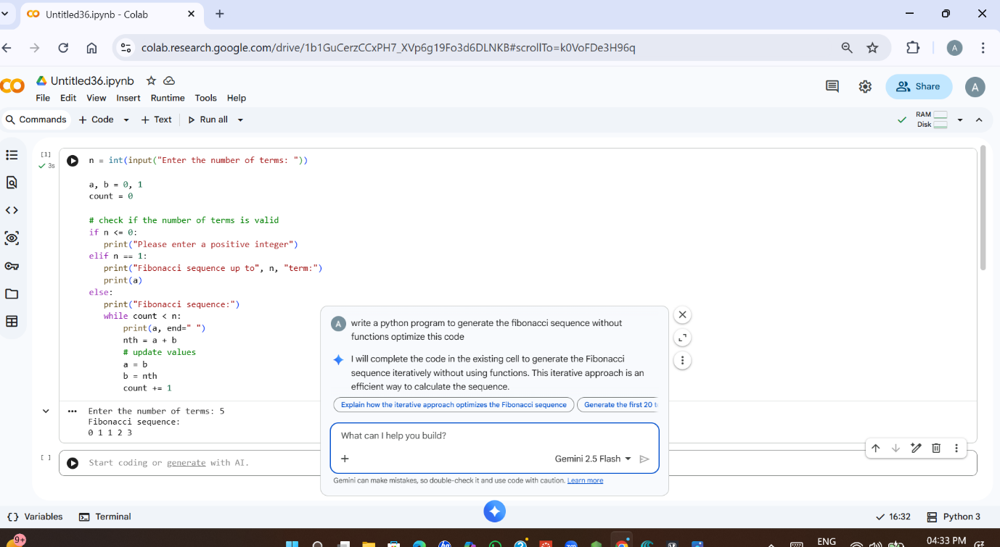 Untitled36.ipynb - Colab
colab.research.google.com/drive/1b1GuCerzCCxPH7_XVp6g19Fo3d6DLNKB#scrollTo=k0VoFDe3H96q
A
Untitled36.ipynb
File Edit View Insert Runtime Tools Help
Share
A
Commands + Code + Text Run all
RAM
Disk
[1]
3s
n = int(input("Enter the number of terms: "))
a, b = 0, 1
count = 0
# check if the number of terms is valid
if n <= 0:
print("Please enter a positive integer")
elif n == 1:
print("Fibonacci sequence up to", n, "term:")
print(a)
else:
print("Fibonacci sequence:")
while count < n:
print(a, end=" ")
nth = a + b
# update values
a = b
b = nth
count += 1
Enter the number of terms: 5
Fibonacci sequence:
0 1 1 2 3
[ ]
Start coding or generate with AI.
A
write a python program to generate the fibonacci sequence without
functions optimize this code
I will complete the code in the existing cell to generate the Fibonacci
sequence iteratively without using functions. This iterative approach is an
efficient way to calculate the sequence.
Explain how the iterative approach optimizes the Fibonacci sequence
Generate the first 20
What can I help you build?
Gemini 2.5 Flash
Gemini can make mistakes, so double-check it and use code with caution. Learn more
{} Variables Terminal
16:32 Python 3
9+
ENG
04:33 PM